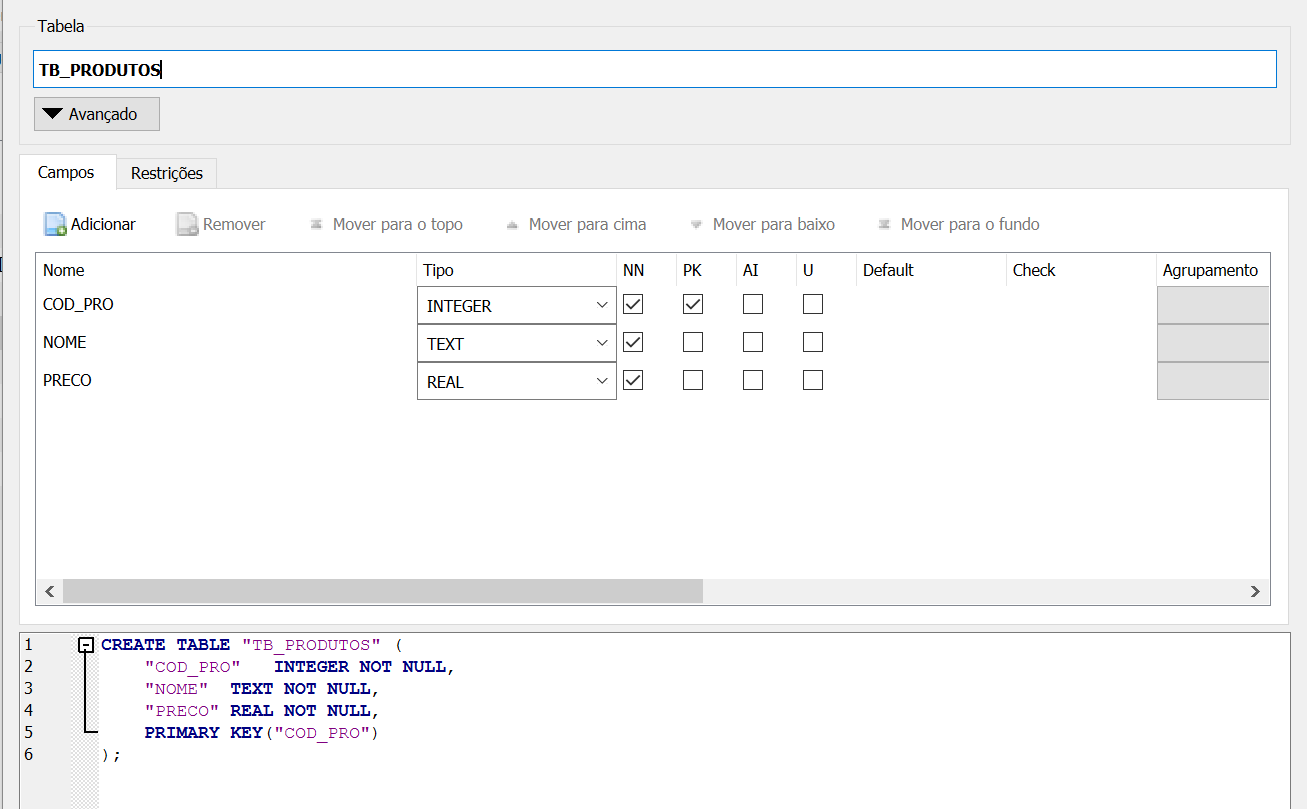 Tabela
TB_PRODUTOS
Avançado
Campos Restrições
Adicionar Remover Mover para o topo Mover para cima Mover para baixo Mover para o fundo
Nome Tipo NN PK AI U Default Check Agrupamento
COD_PRO INTEGER
NOME TEXT
PRECO REAL
1 CREATE TABLE "TB_PRODUTOS" (
2 "COD_PRO" INTEGER NOT NULL,
3 "NOME" TEXT NOT NULL,
4 "PRECO" REAL NOT NULL,
5 PRIMARY KEY("COD_PRO")
6 );